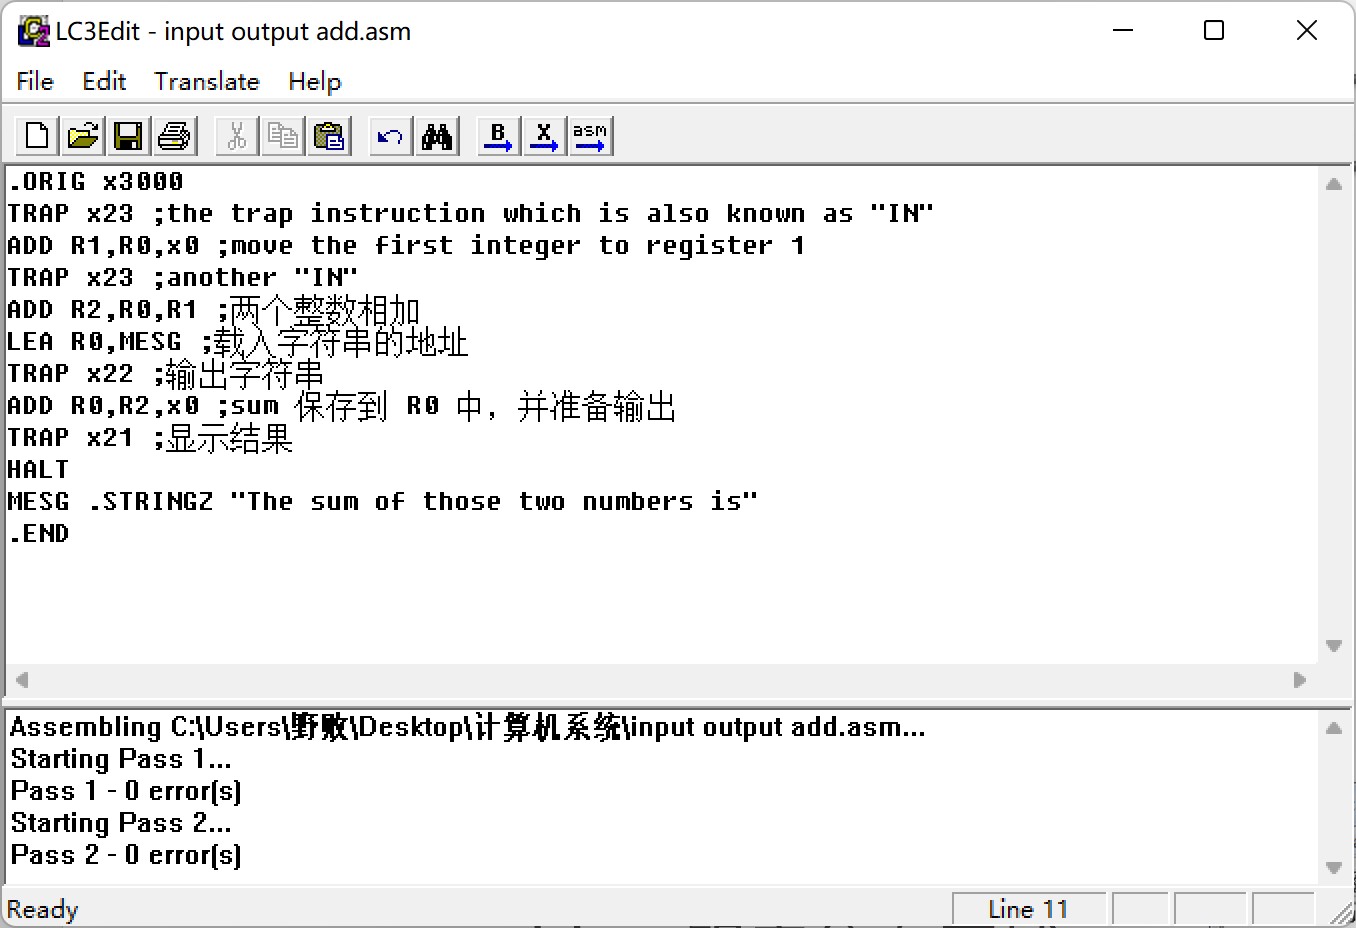 LC3Edit - input output add.asm
File Edit Translate Help
B X asm
.ORIG x3000
TRAP x23 ;the trap instruction which is also known as "IN"
ADD R1,R0,x0 ;move the first integer to register 1
TRAP x23 ;another "IN"
ADD R2,R0,R1 ;两个整数相加
LEA R0,MESG ;载入字符串的地址
TRAP x22 ;输出字符串
ADD R0,R2,x0 ;sum 保存到 R0 中，并准备输出
TRAP x21 ;显示结果
HALT
MESG .STRINGZ "The sum of those two numbers is"
.END
Assembling C:\Users\野败\Desktop\计算机系统\input output add.asm...
Starting Pass 1...
Pass 1 - 0 error(s)
Starting Pass 2...
Pass 2 - 0 error(s)
Ready
Line 11